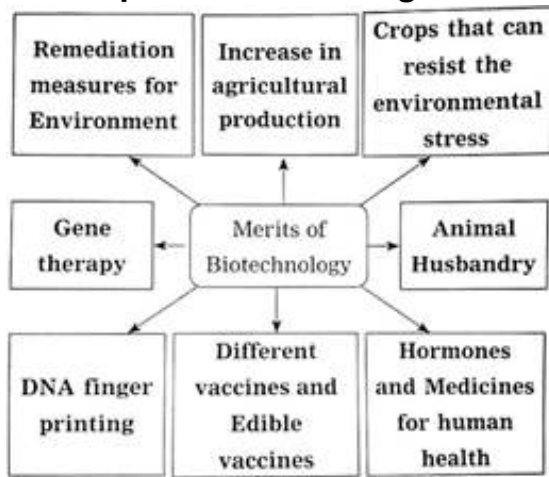 Remediation
measures for
Environment
Increase in
agricultural
production
Crops that can
resist the
environmental
stress
Gene
therapy
Merits of
Biotechnology
Animal
Husbandry
DNA finger
printing
Different
vaccines and
Edible
vaccines
Hormones
and Medicines
for human
health